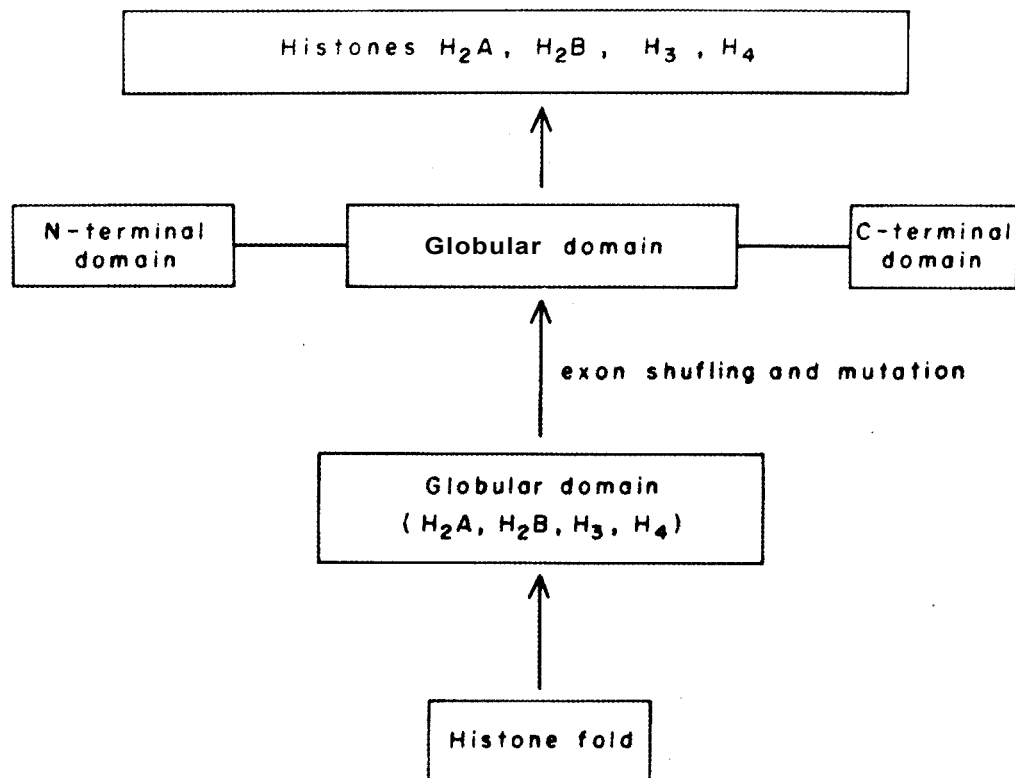 Histones H₂A, H₂B, H₃, H₄
N-terminal
domain
Globular domain
C-terminal
domain
exon shufling and mutation
Globular domain
(H₂A, H₂B, H₃, H₄)
Histone fold